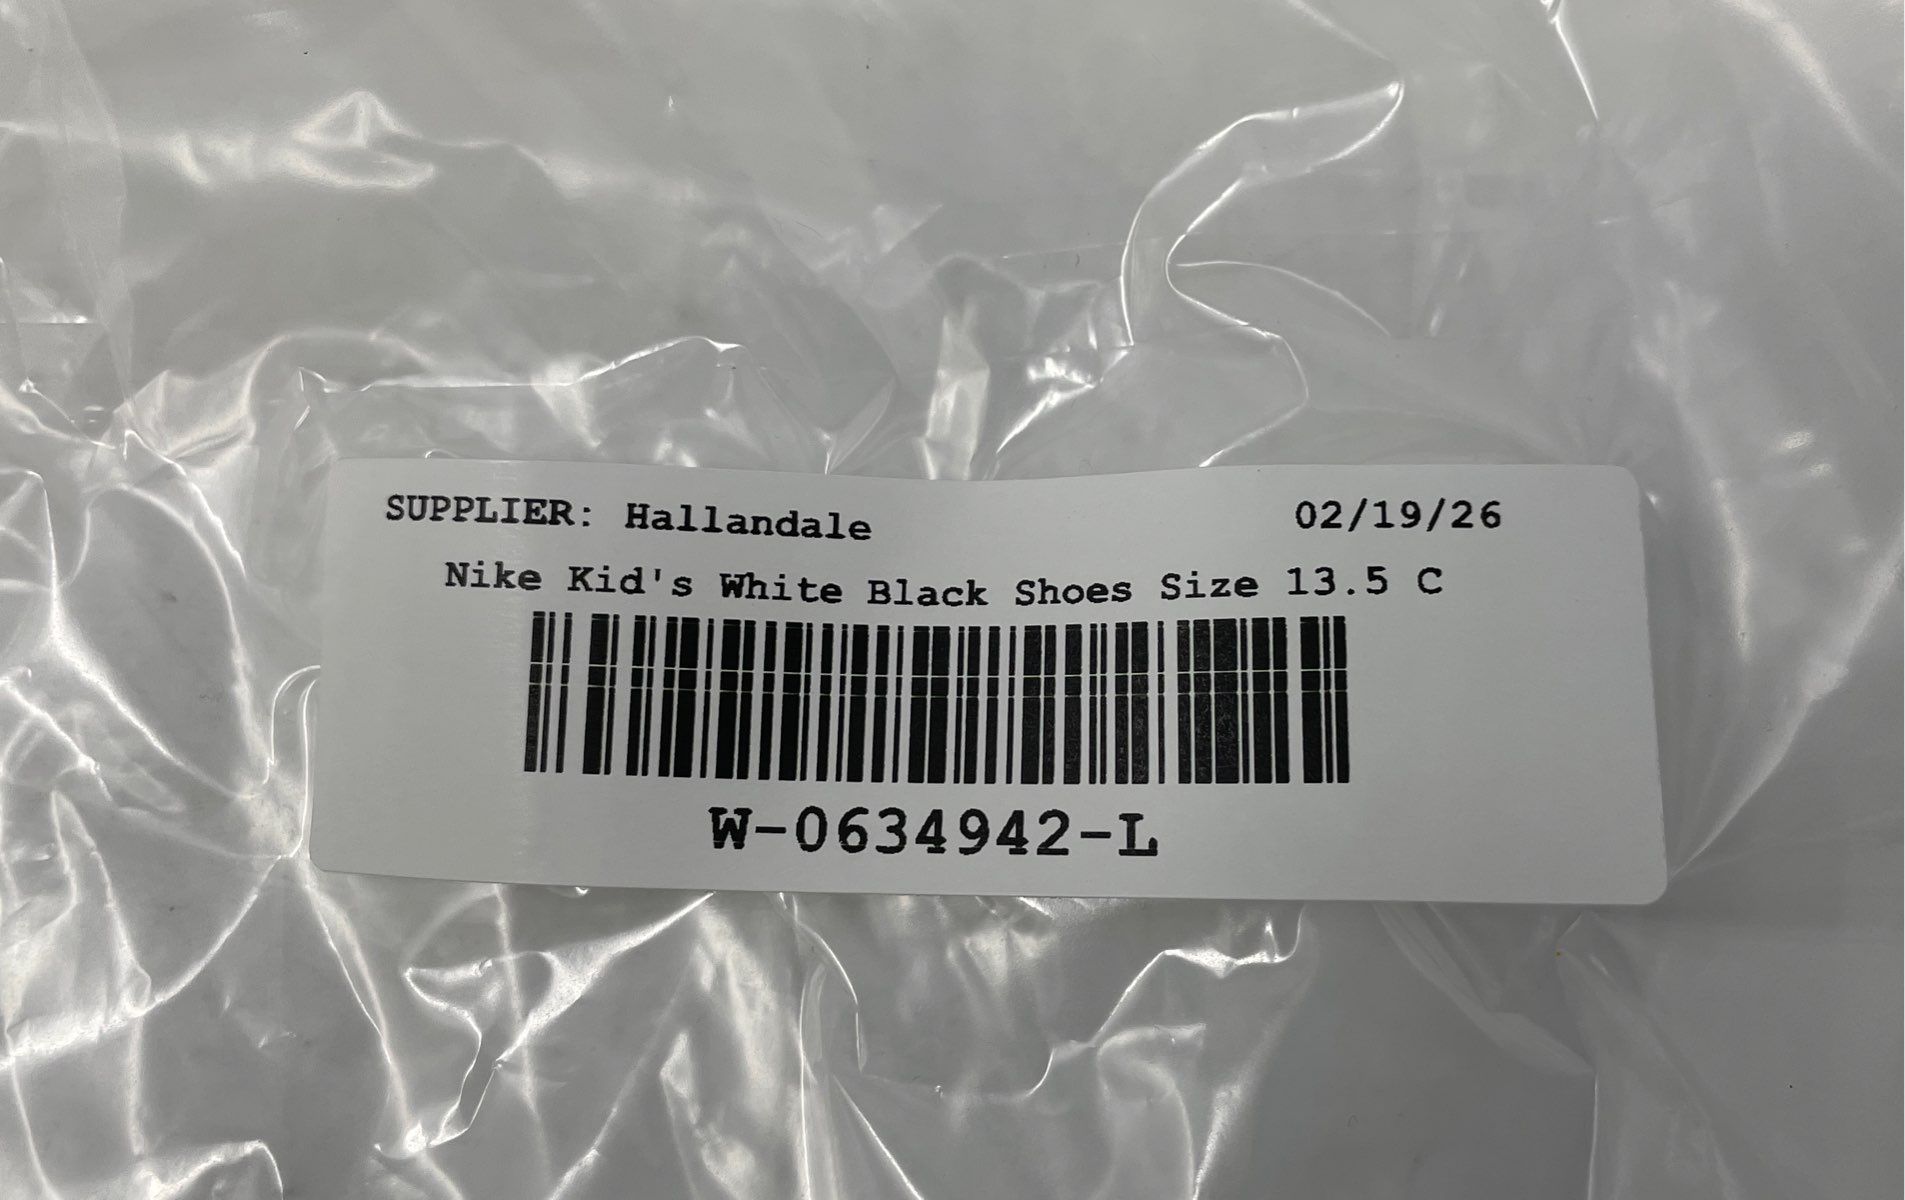 SUPPLIER: Hallandale 02/19/26
Nike Kid's White Black Shoes Size 13.5 C
W-0634942-L